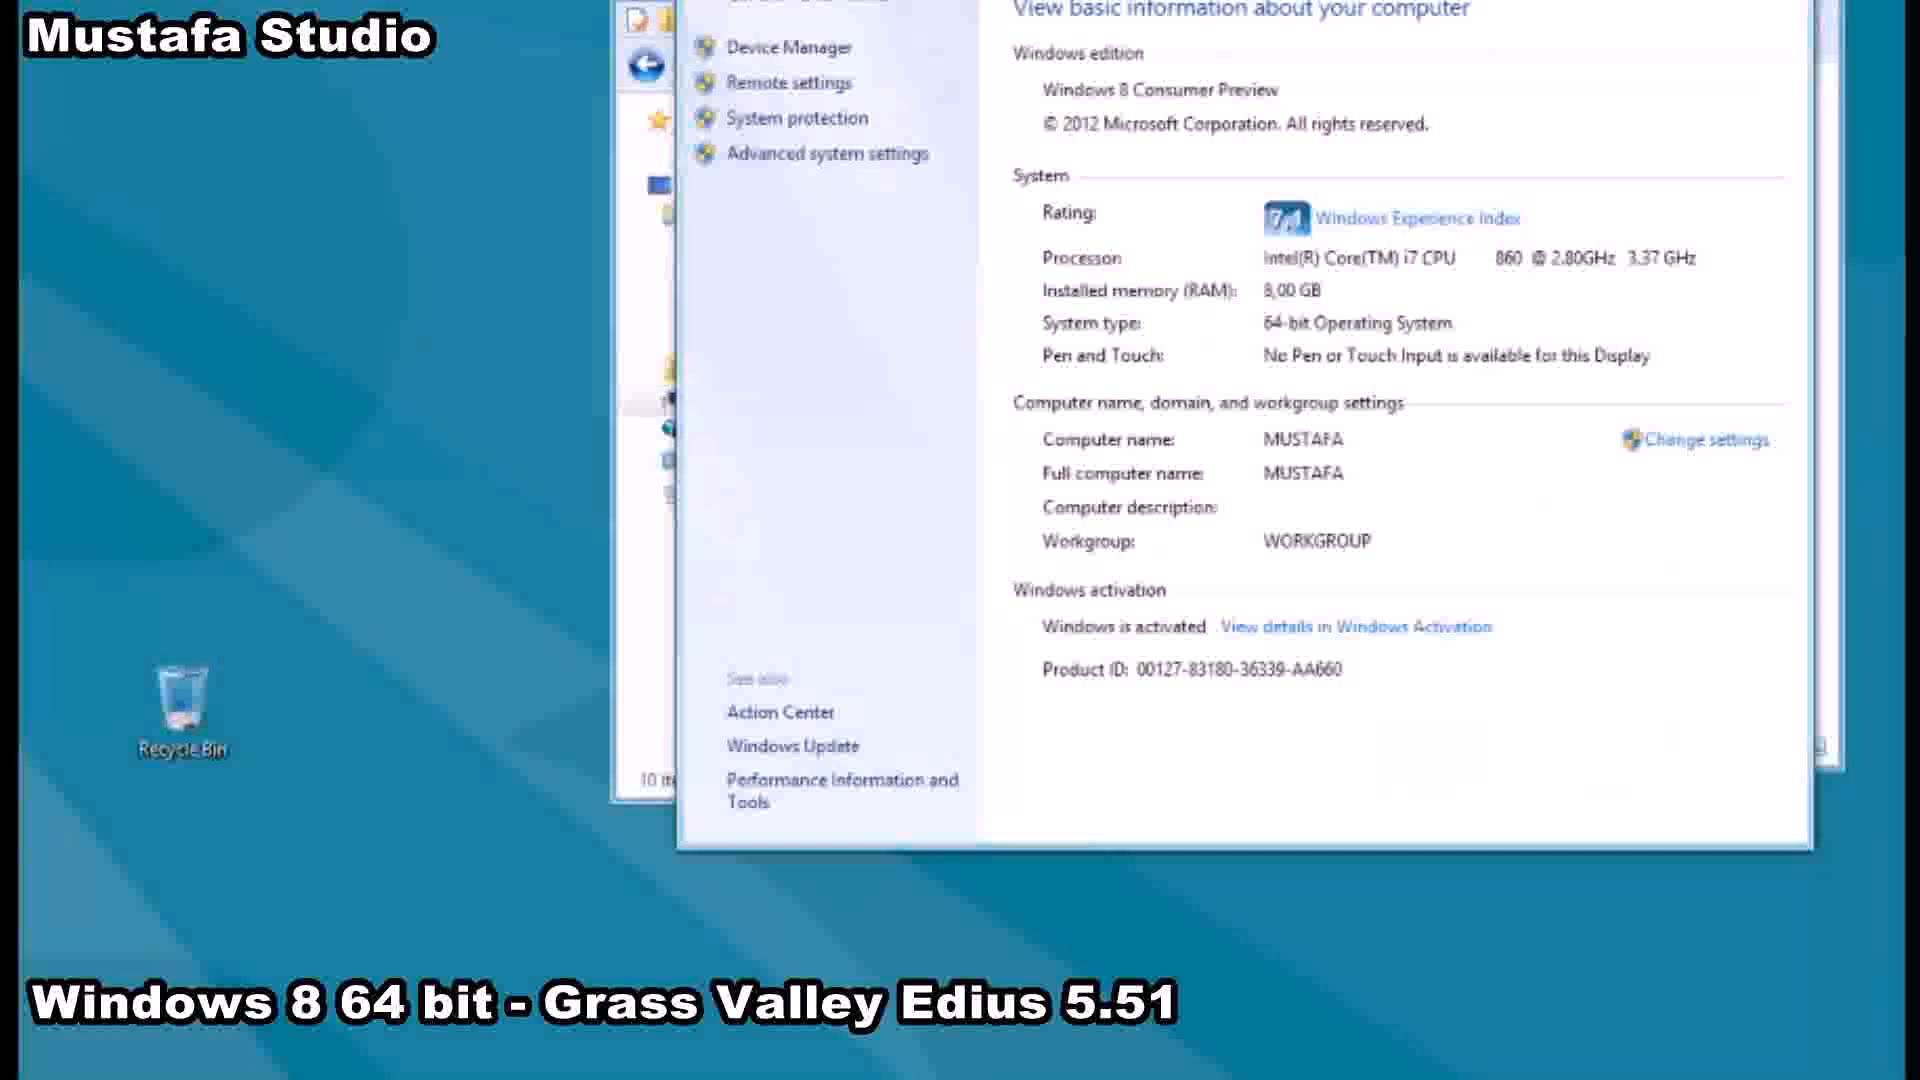 Mustafa Studio
View basic information about your computer
Device Manager
Remote settings
System protection
Advanced system settings
Windows edition
Windows 8 Consumer Preview
© 2012 Microsoft Corporation. All rights reserved.
System
Rating:
7,1 Windows Experience Index
Processor: Intel(R) Core(TM) i7 CPU 860 @ 2.80GHz 3.37 GHz
Installed memory (RAM): 8,00 GB
System type: 64-bit Operating System
Pen and Touch: No Pen or Touch Input is available for this Display
Computer name, domain, and workgroup settings
Computer name: MUSTAFA
Change settings
Full computer name: MUSTAFA
Computer description:
Workgroup: WORKGROUP
Windows activation
Windows is activated View details in Windows Activation
Product ID: 00127-83180-36339-AA660
See also
Action Center
Windows Update
Performance Information and
Tools
10
Recycle Bin
Windows 8 64 bit - Grass Valley Edius 5.51